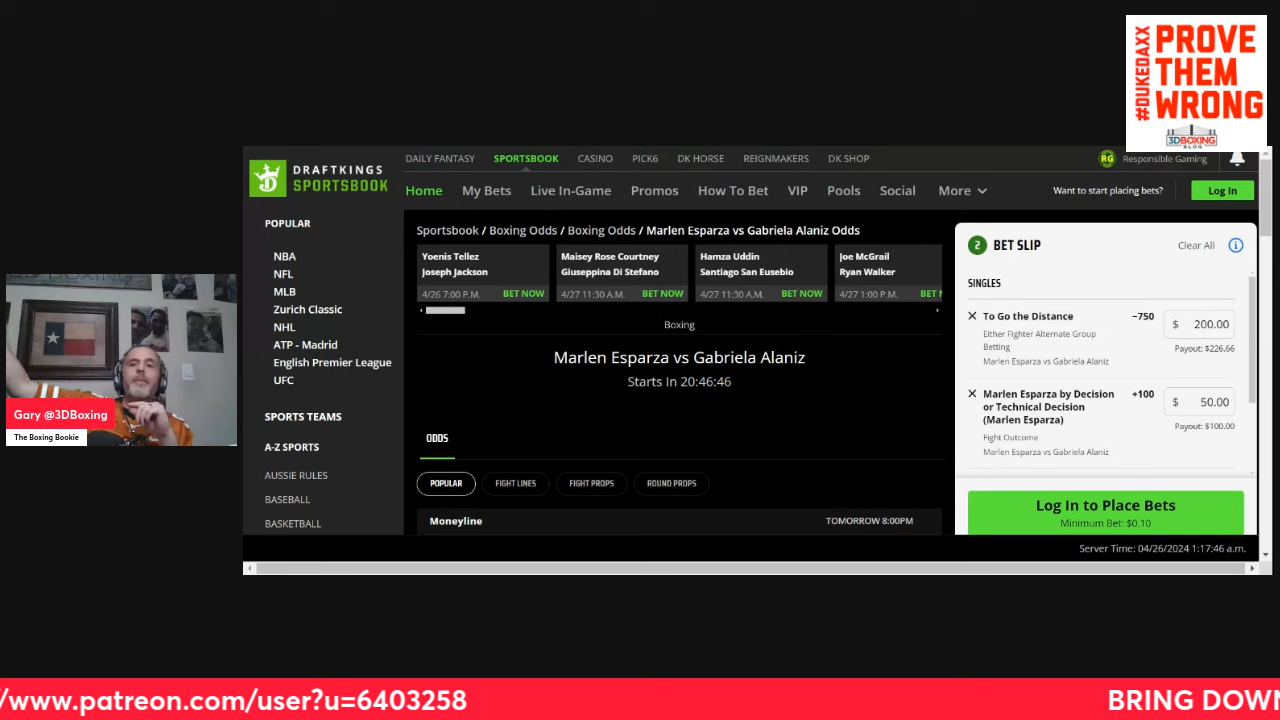 #DUKEDAXX
PROVE
THEM
WRONG
3DBOXING
BLOG
DRAFTKINGS
SPORTSBOOK
DAILY FANTASY SPORTSBOOK CASINO PICK6 DK HORSE REIGNMAKERS DK SHOP
RG Responsible Gaming
Home My Bets Live In-Game Promos How To Bet VIP Pools Social More
Want to start placing bets? Log In
POPULAR
NBA
NFL
MLB
Zurich Classic
NHL
ATP - Madrid
English Premier League
UFC
SPORTS TEAMS
A-Z SPORTS
AUSSIE RULES
BASEBALL
BASKETBALL
Sportsbook / Boxing Odds / Boxing Odds / Marlen Esparza vs Gabriela Alaniz Odds
Yoenis Tellez
Joseph Jackson
4/26 7:00 P.M. BET NOW
Maisey Rose Courtney
Giuseppina Di Stefano
4/27 11:30 A.M. BET NOW
Hamza Uddin
Santiago San Eusebio
4/27 11:30 A.M. BET NOW
Joe McGrail
Ryan Walker
4/27 1:00 P.M. BET N
Boxing
Marlen Esparza vs Gabriela Alaniz
Starts In 20:46:46
ODDS
POPULAR FIGHT LINES FIGHT PROPS ROUND PROPS
Moneyline TOMORROW 8:00PM
2 BET SLIP Clear All
SINGLES
To Go the Distance −750 $ 200.00
Either Fighter Alternate Group
Betting
Payout: $226.66
Marlen Esparza vs Gabriela Alaniz
Marlen Esparza by Decision +100 $ 50.00
or Technical Decision
(Marlen Esparza)
Payout: $100.00
Fight Outcome
Marlen Esparza vs Gabriela Alaniz
Log In to Place Bets
Minimum Bet: $0.10
Server Time: 04/26/2024 1:17:46 a.m.
Gary @3DBoxing
The Boxing Bookie
/www.patreon.com/user?u=6403258
BRING DOWN